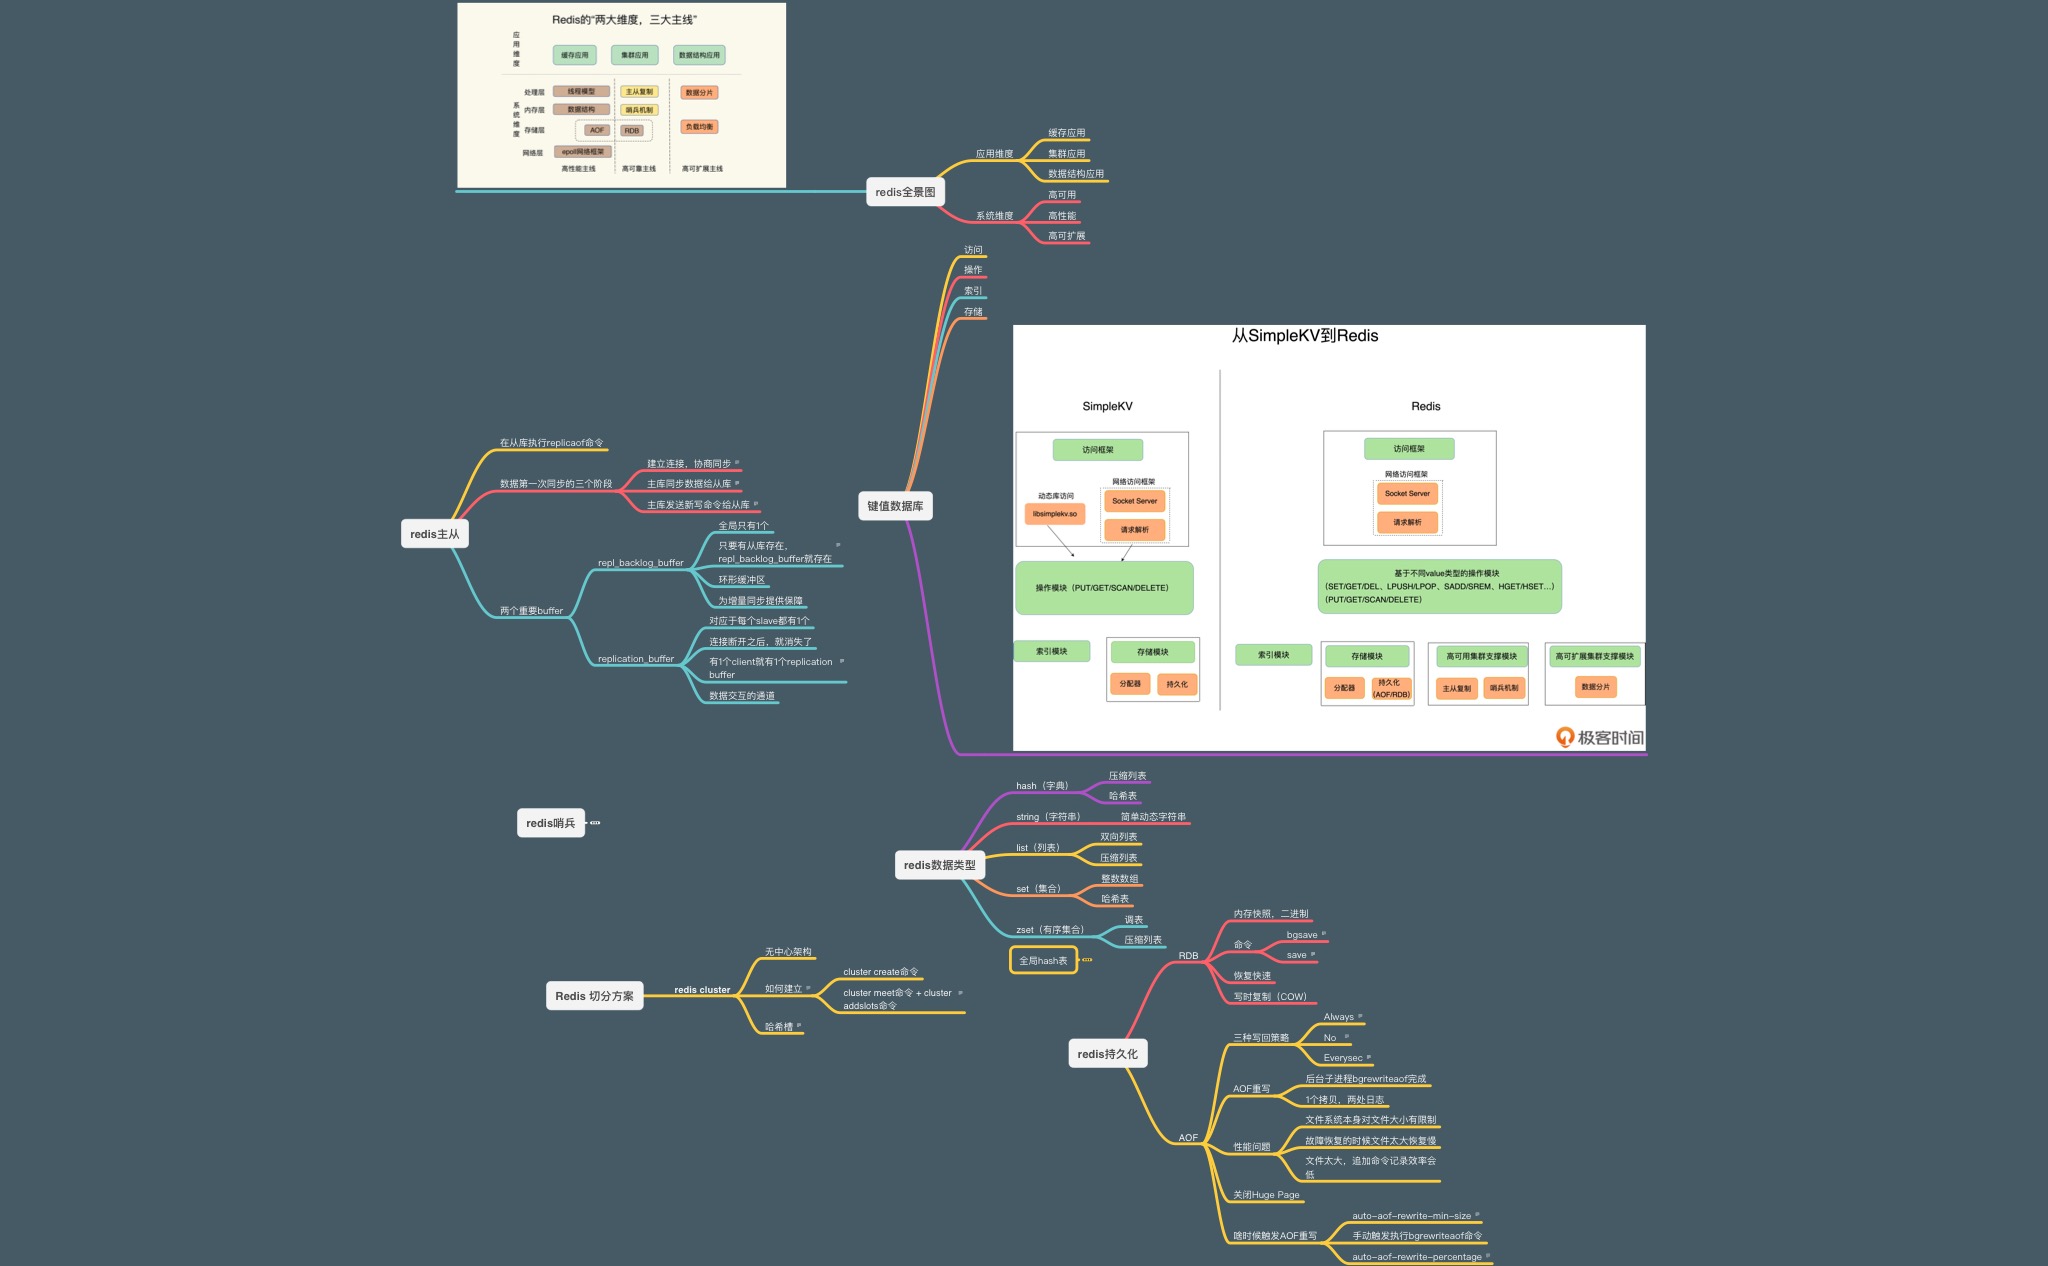 Redis的“两大维度，三大主线”
应用维度
缓存应用
集群应用
数据结构应用
系统维度
处理层
线程模型
主从复制
数据分片
内存层
数据结构
哨兵机制
存储层
AOF
RDB
负载均衡
网络层
epoll网络框架
高性能主线
高可靠主线
高可扩展主线
redis全景图
应用维度
缓存应用
集群应用
数据结构应用
系统维度
高可用
高性能
高可扩展
键值数据库
访问
操作
索引
存储
从SimpleKV到Redis
SimpleKV
访问框架
动态库访问
libsimplekv.so
网络访问框架
Socket Server
请求解析
操作模块（PUT/GET/SCAN/DELETE）
索引模块
存储模块
分配器
持久化
Redis
访问框架
网络访问框架
Socket Server
请求解析
基于不同value类型的操作模块
(SET/GET/DEL、LPUSH/LPOP、SADD/SREM、HGET/HSET...)
(PUT/GET/SCAN/DELETE）
索引模块
存储模块
分配器
持久化
(AOF/RDB)
高可用集群支撑模块
主从复制
哨兵机制
高可扩展集群支撑模块
数据分片
极客时间
redis主从
在从库执行replicaof命令
数据第一次同步的三个阶段
建立连接，协商同步
主库同步数据给从库
主库发送新写命令给从库
两个重要buffer
repl_backlog_buffer
全局只有1个
只要有从库存在，
repl_backlog_buffer就存在
环形缓冲区
为增量同步提供保障
replication_buffer
对应于每个slave都有1个
连接断开之后，就消失了
有1个client就有1个replication
buffer
数据交互的通道
redis哨兵
redis数据类型
hash（字典）
压缩列表
哈希表
string（字符串）
简单动态字符串
list（列表）
双向列表
压缩列表
set（集合）
整数数组
哈希表
zset（有序集合）
调表
压缩列表
全局hash表
Redis 切分方案
redis cluster
无中心架构
如何建立
cluster create命令
cluster meet命令 + cluster
addslots命令
哈希槽
redis持久化
RDB
内存快照，二进制
命令
bgsave
save
恢复快速
写时复制（COW）
AOF
三种写回策略
Always
No
Everysec
AOF重写
后台子进程bgrewriteaof完成
1个拷贝，两处日志
性能问题
文件系统本身对文件大小有限制
故障恢复的时候文件太大恢复慢
文件太大，追加命令记录效率会
低
关闭Huge Page
啥时候触发AOF重写
auto-aof-rewrite-min-size
手动触发执行bgrewriteaof命令
auto-aof-rewrite-percentage